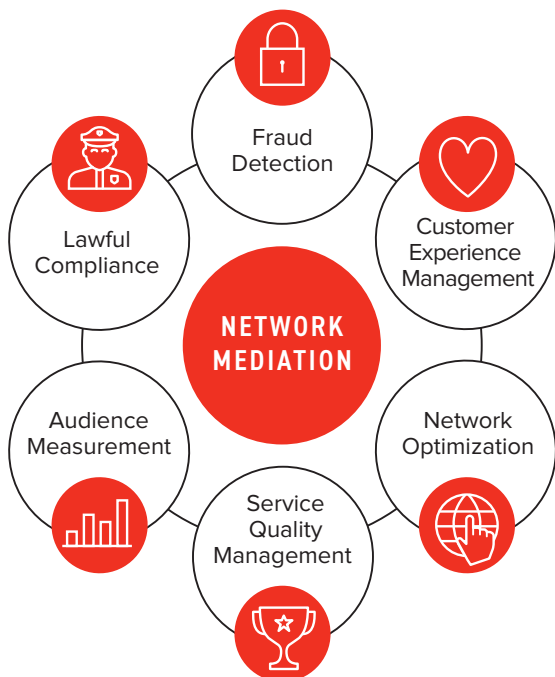 Fraud
Detection
Customer
Experience
Management
Network
Optimization
Service
Quality
Management
Audience
Measurement
Lawful
Compliance
NETWORK
MEDIATION